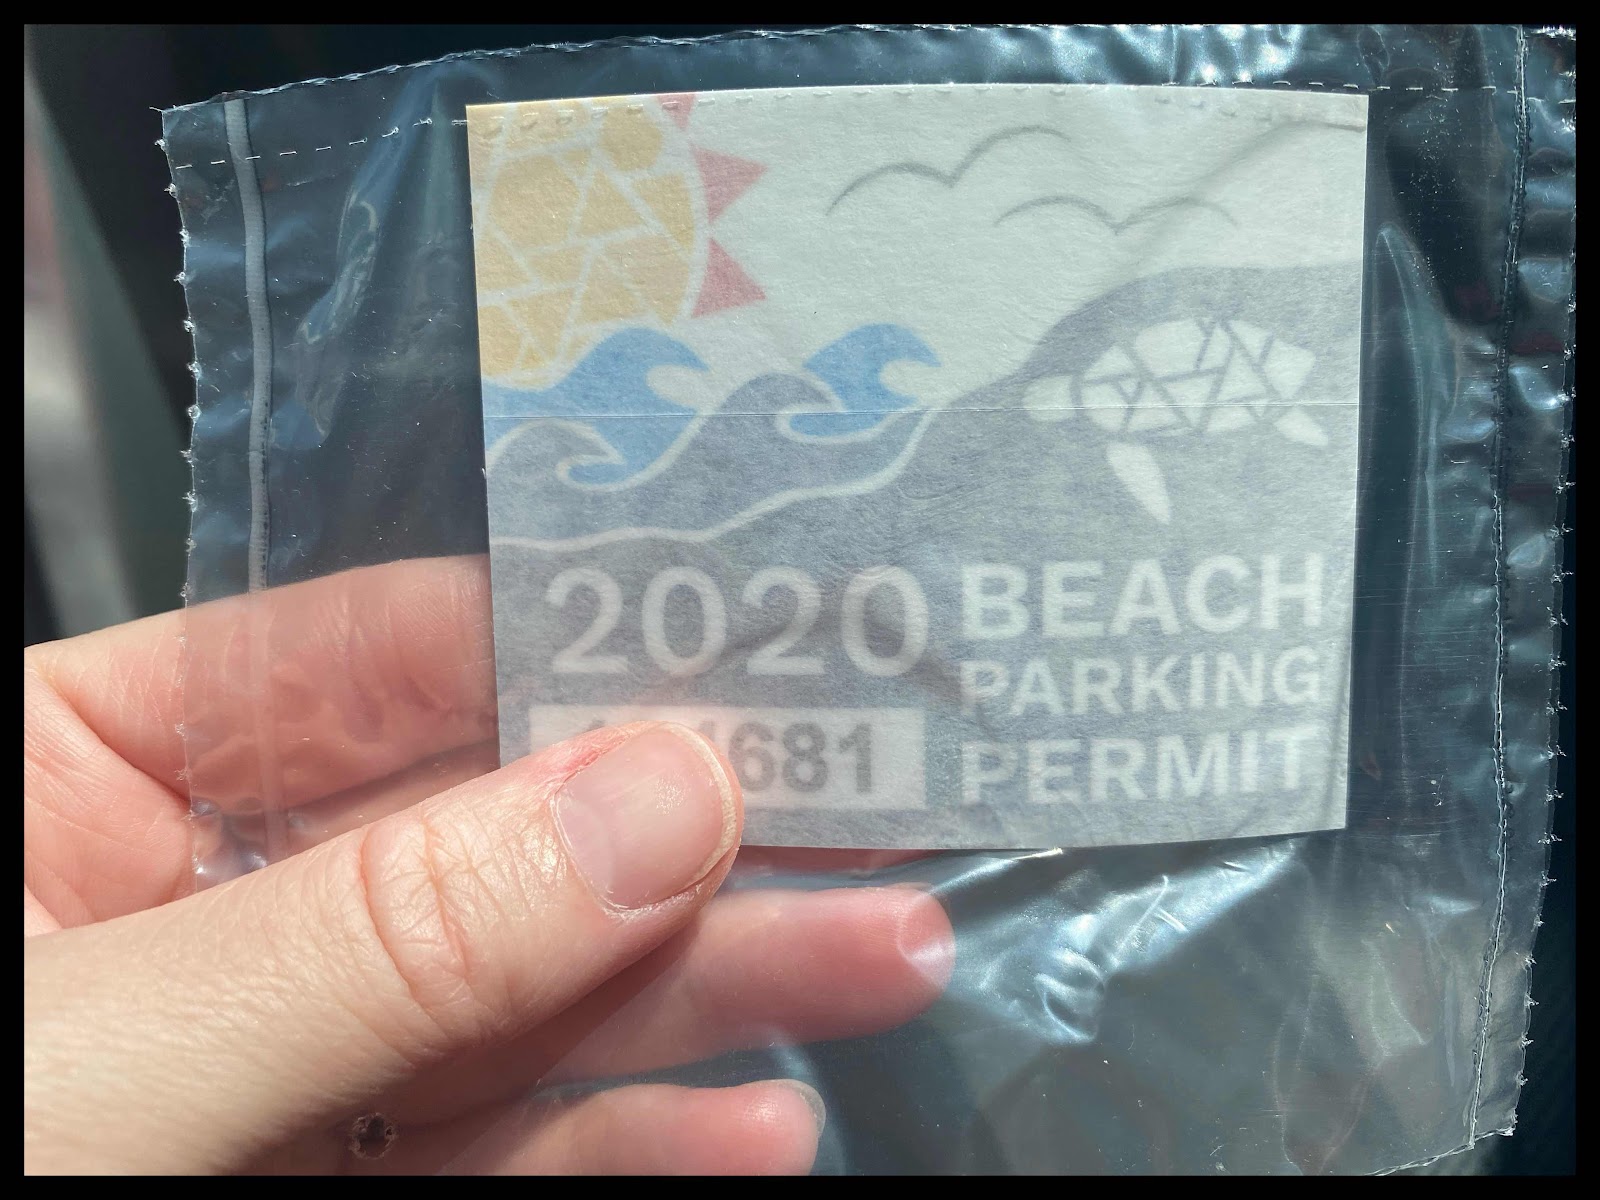 2020
BEACH
PARKING
PERMIT